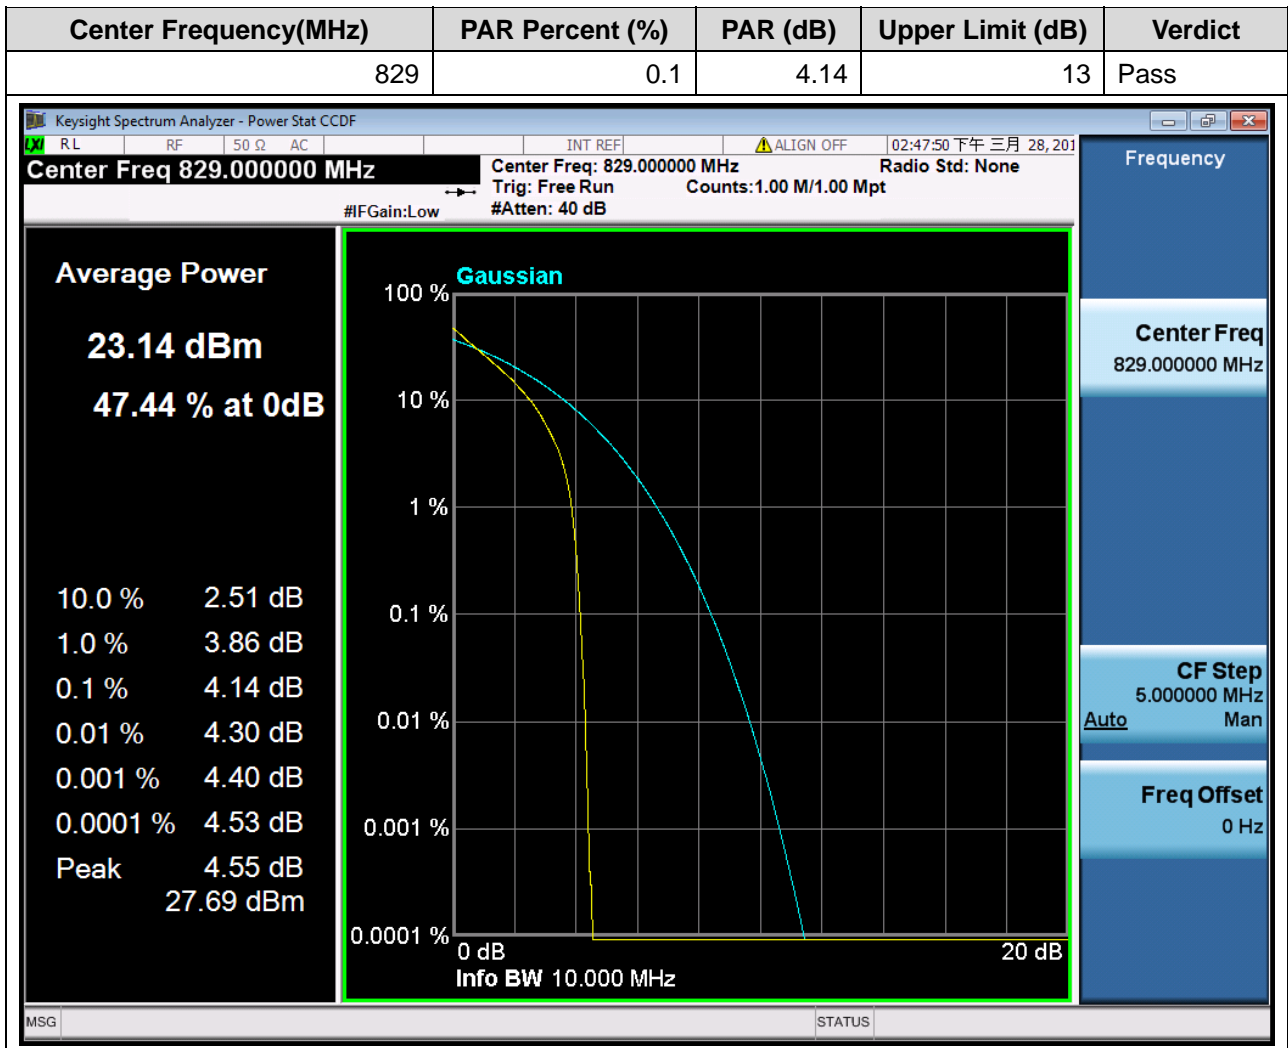 Center Frequency(MHz) PAR Percent (%) PAR (dB) Upper Limit (dB) Verdict
829 0.1 4.14 13 Pass
Keysight Spectrum Analyzer - Power Stat CCDF
LXI RL RF 50 Ω AC INT REF ALIGN OFF 02:47:50 下午 三月 28, 201
Center Freq 829.000000 MHz
Center Freq: 829.000000 MHz Radio Std: None
Trig: Free Run Counts:1.00 M/1.00 Mpt
#IFGain:Low #Atten: 40 dB
Frequency
Average Power
23.14 dBm
47.44 % at 0dB
10.0 % 2.51 dB
1.0 % 3.86 dB
0.1 % 4.14 dB
0.01 % 4.30 dB
0.001 % 4.40 dB
0.0001 % 4.53 dB
Peak 4.55 dB
27.69 dBm
Gaussian
100 %
10 %
1 %
0.1 %
0.01 %
0.001 %
0.0001 %
0 dB 20 dB
Info BW 10.000 MHz
Center Freq
829.000000 MHz
CF Step
5.000000 MHz
Auto Man
Freq Offset
0 Hz
MSG STATUS